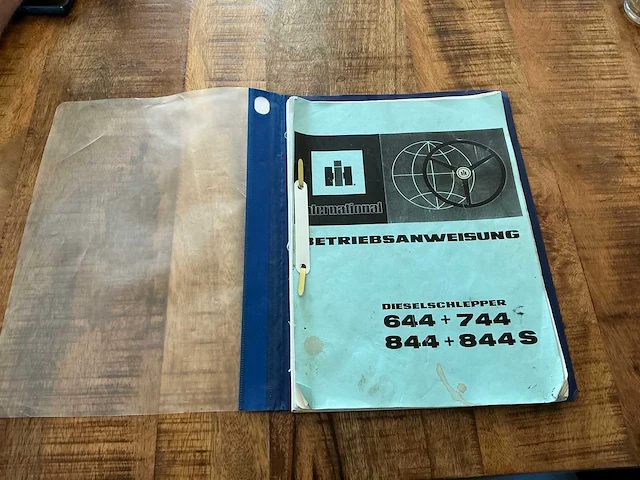 IH
International
BETRIEBSANWEISUNG
DIESELSCHLEPPER
644 + 744
844 + 844 S